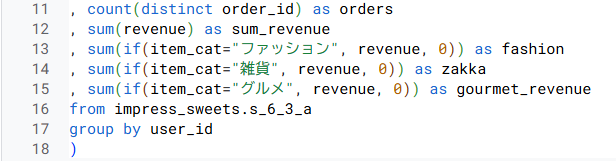 11 , count(distinct order_id) as orders
12 , sum(revenue) as sum_revenue
13 , sum(if(item_cat="ファッション", revenue, 0)) as fashion
14 , sum(if(item_cat="雑貨", revenue, 0)) as zakka
15 , sum(if(item_cat="グルメ", revenue, 0)) as gourmet_revenue
16 from impress_sweets.s_6_3_a
17 group by user_id
18 )